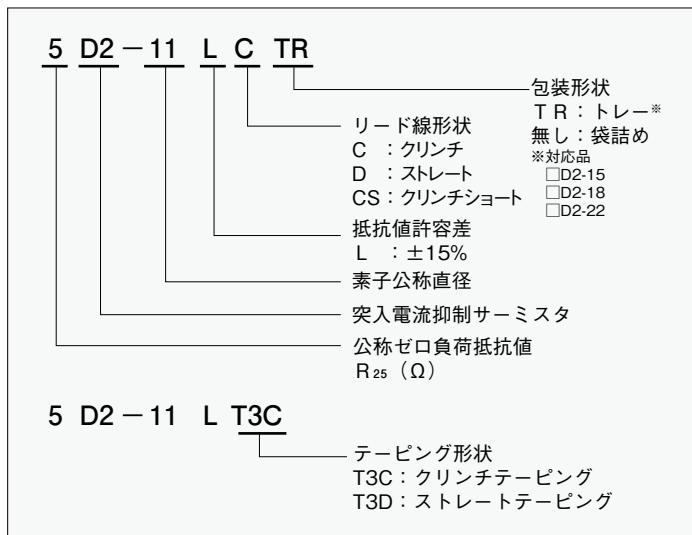 5 D2-11 L C TR
包装形状
TR：トレー※
無し：袋詰め
※対応品
□D2-15
□D2-18
□D2-22
リード線形状
C ：クリンチ
D ：ストレート
CS：クリンチショート
抵抗値許容差
L ：±15%
素子公称直径
突入電流抑制サーミスタ
公称ゼロ負荷抵抗値
R25（Ω）
5 D2-11 L T3C
テーピング形状
T3C：クリンチテーピング
T3D：ストレートテーピング